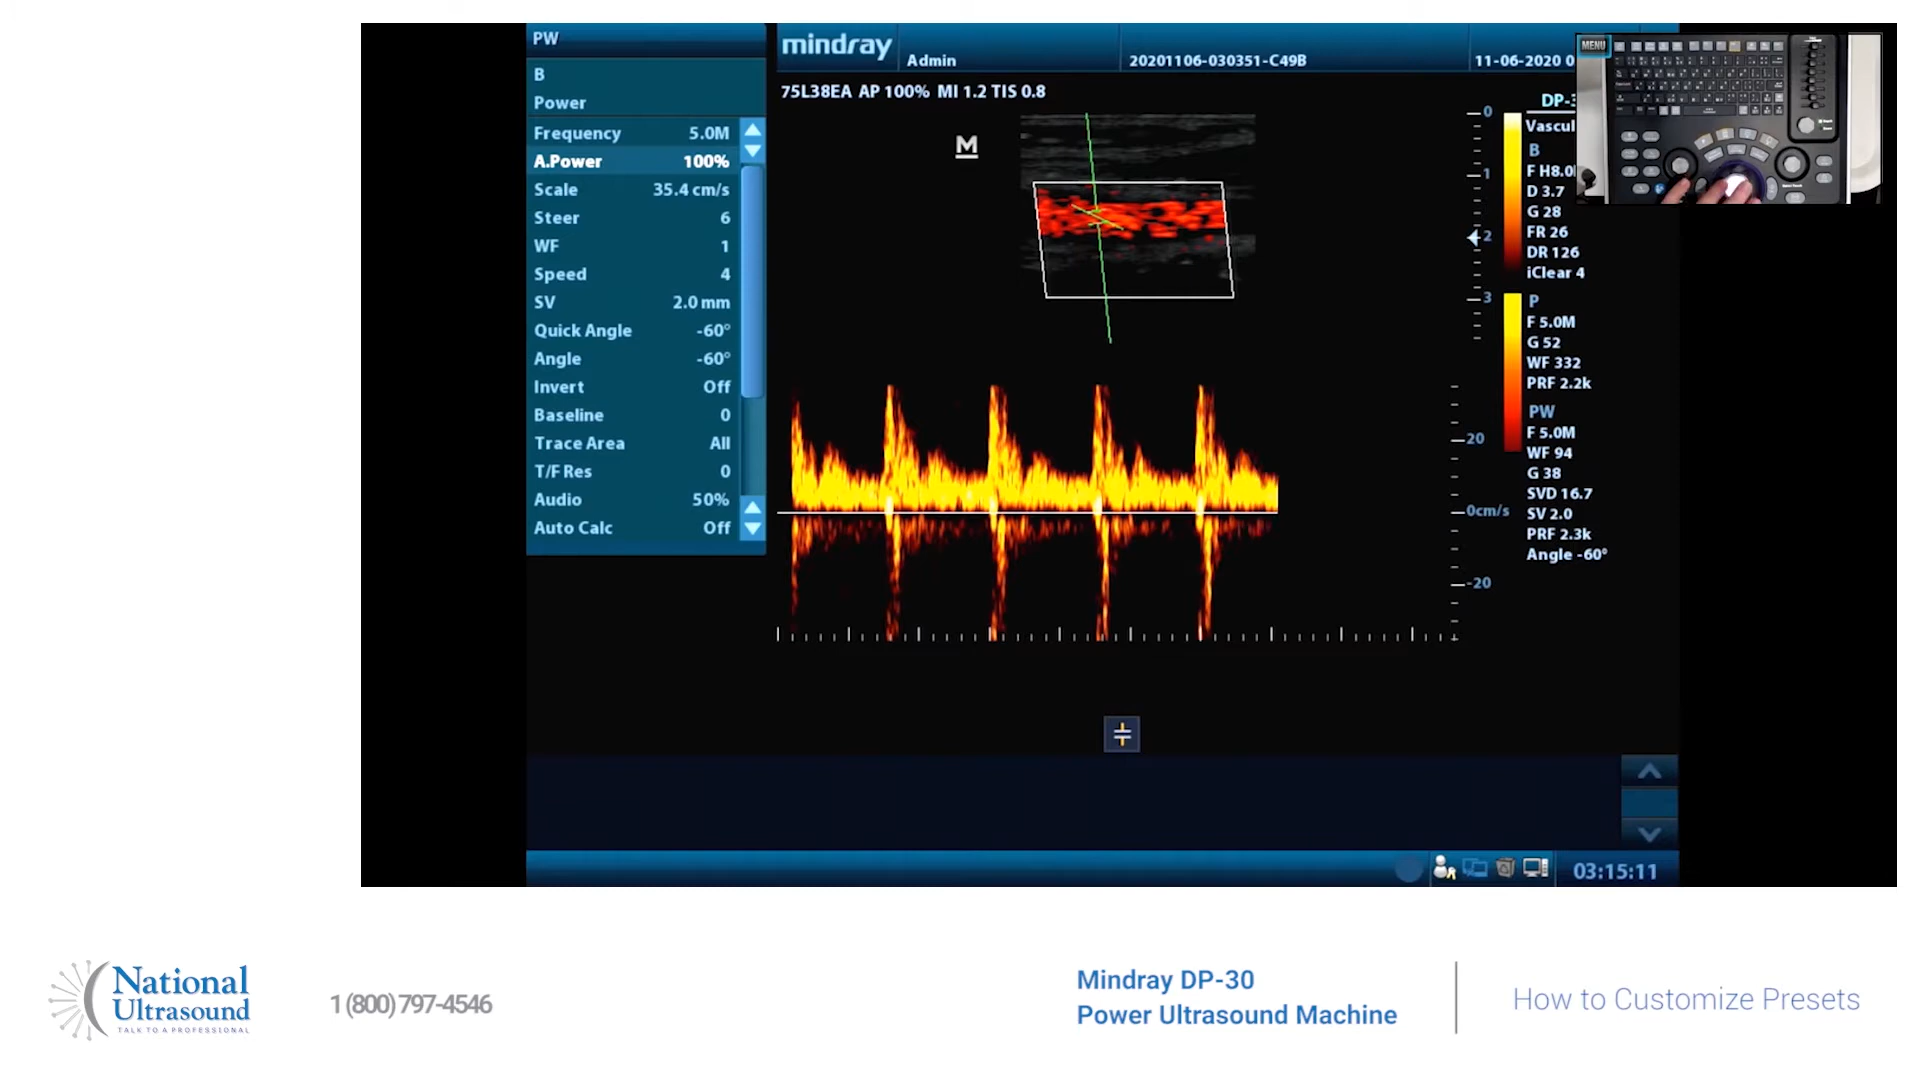 PW
B
Power
Frequency 5.0M
A.Power 100%
Scale 35.4 cm/s
Steer 6
WF 1
Speed 4
SV 2.0 mm
Quick Angle -60°
Angle -60°
Invert Off
Baseline 0
Trace Area All
T/F Res 0
Audio 50%
Auto Calc Off
mindray
Admin
20201106-030351-C49B
11-06-2020 0
75L38EA AP 100% MI 1.2 TIS 0.8
M
0
1
2
3
20
0cm/s
-20
MENU
DP-3
Vascul
B
F H8.0
D 3.7
G 28
FR 26
DR 126
iClear 4
P
F 5.0M
G 52
WF 332
PRF 2.2k
PW
F 5.0M
WF 94
G 38
SVD 16.7
SV 2.0
PRF 2.3k
Angle -60°
03:15:11
National
Ultrasound
TALK TO A PROFESSIONAL
1 (800) 797-4546
Mindray DP-30
Power Ultrasound Machine
How to Customize Presets